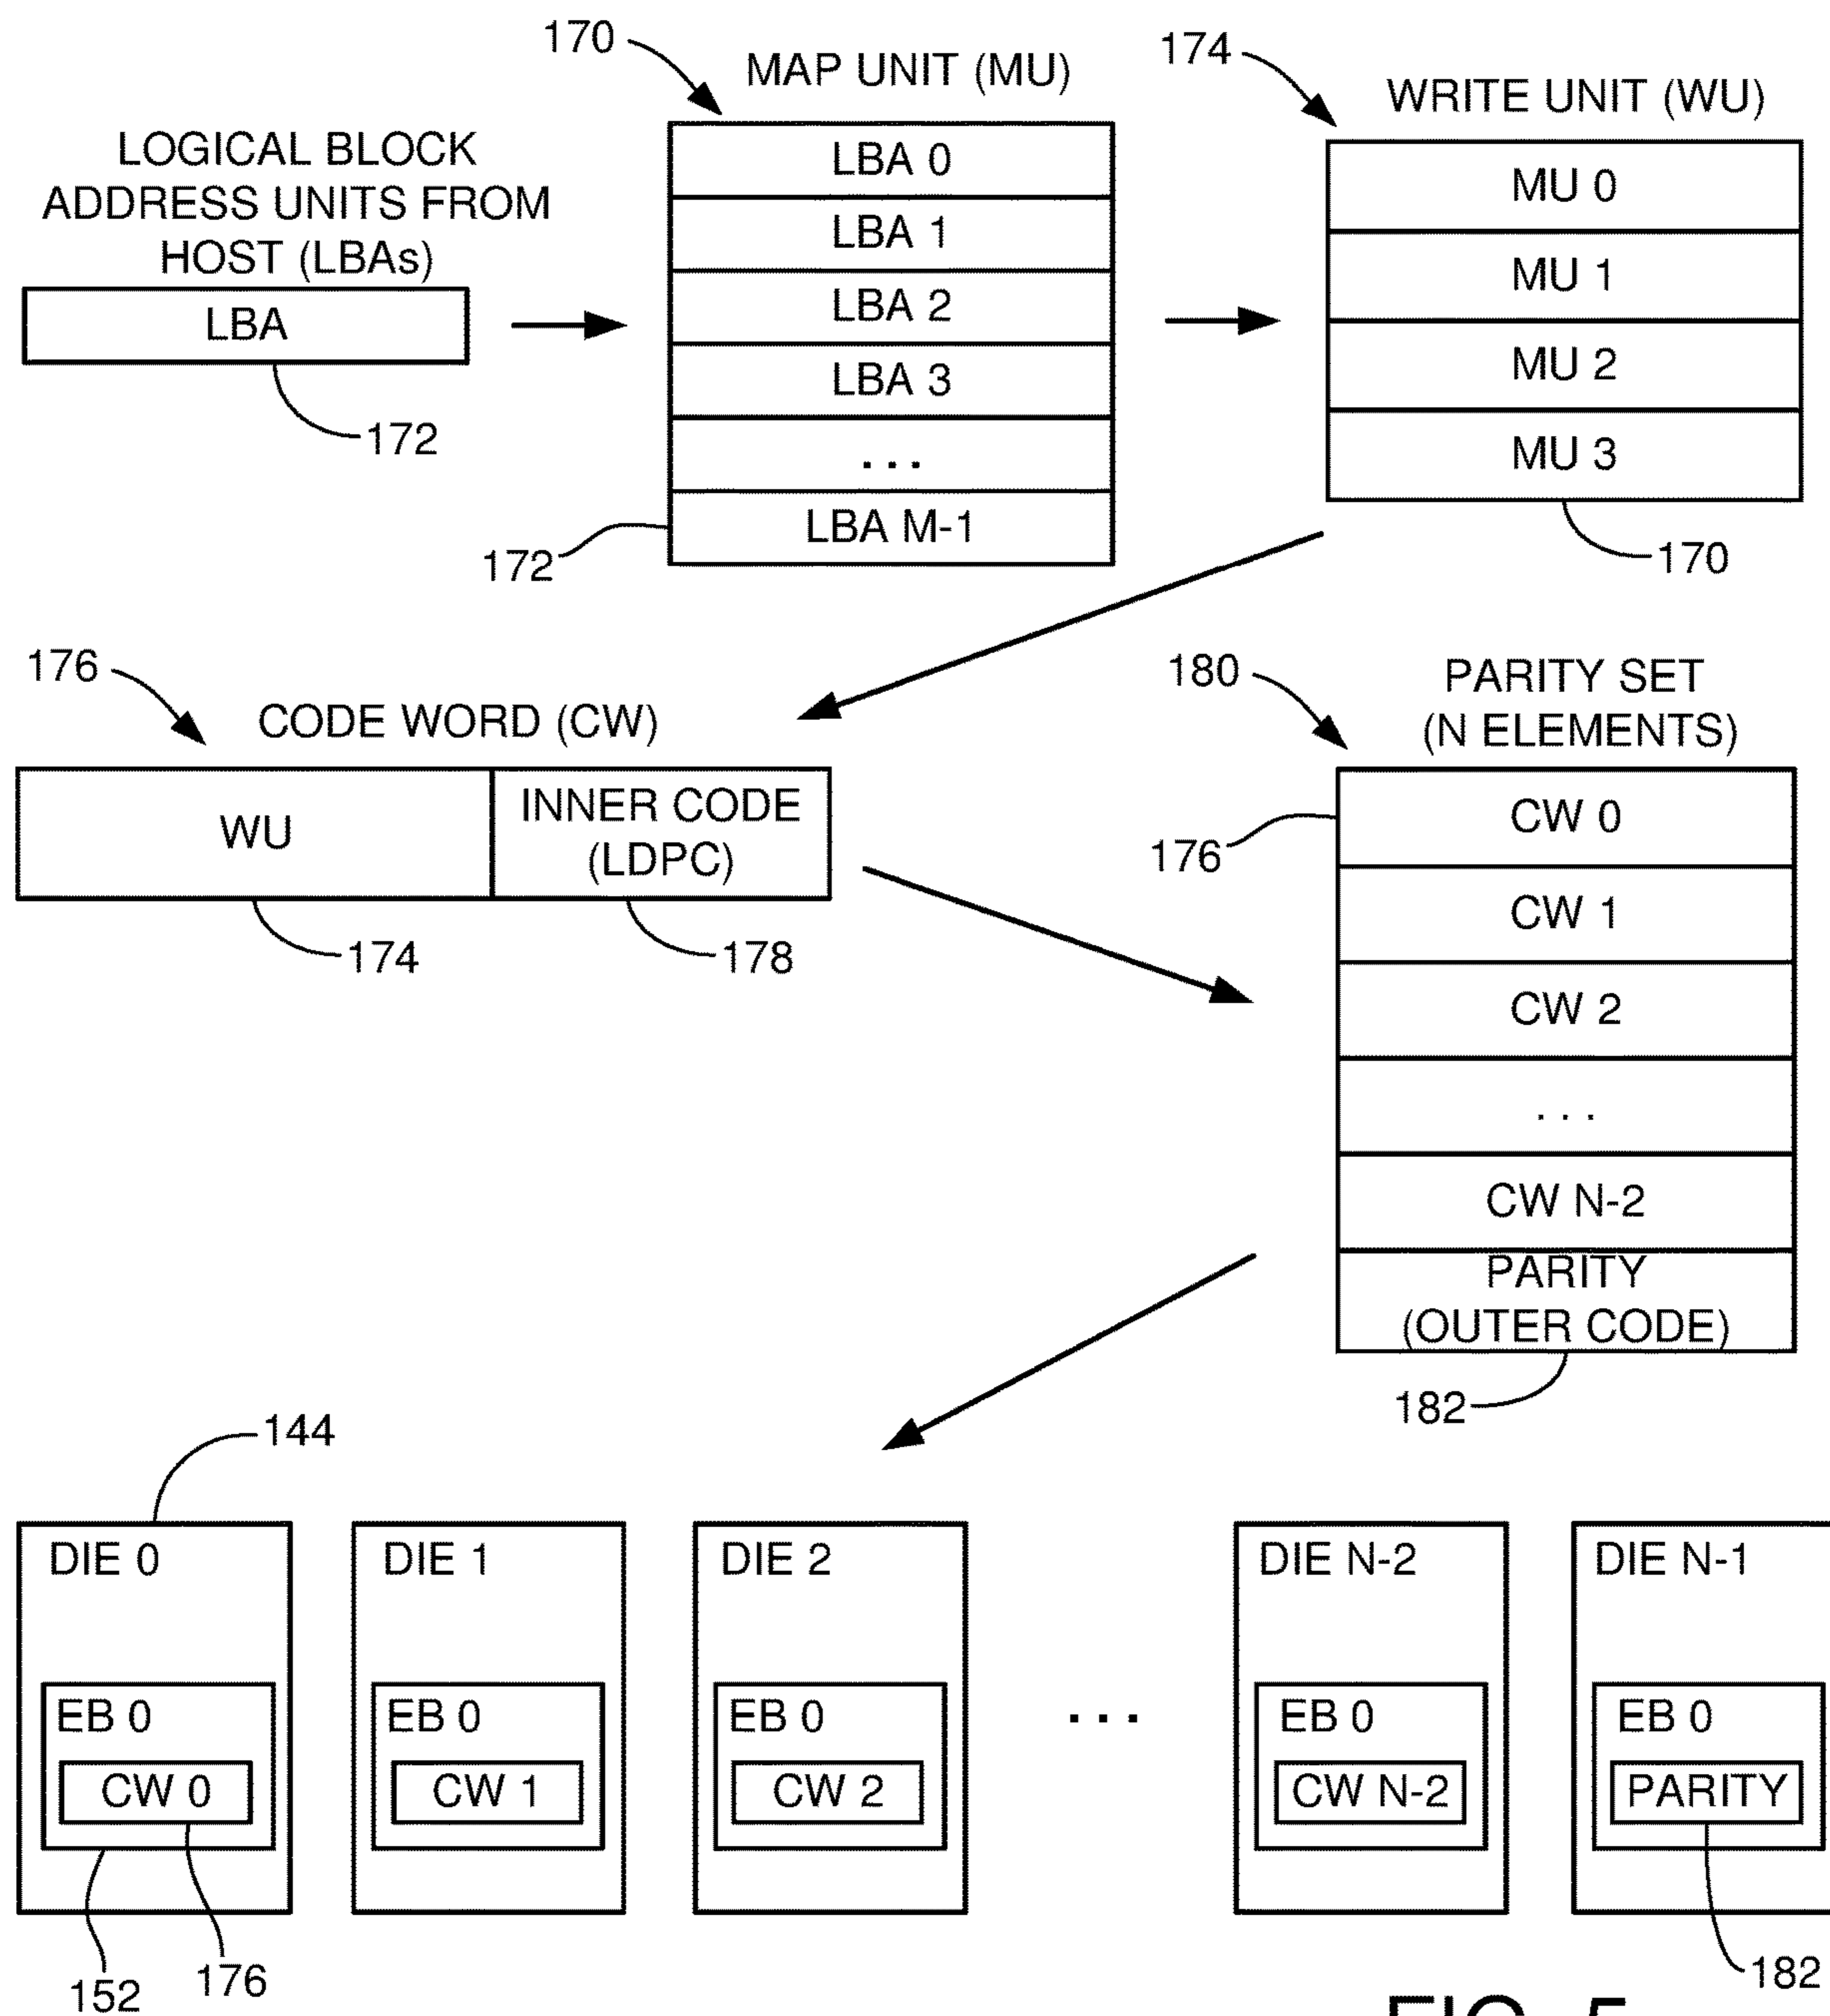 170
MAP UNIT (MU)
174
WRITE UNIT (WU)
LOGICAL BLOCK
ADDRESS UNITS FROM
HOST (LBAs)
LBA
172
LBA 0
LBA 1
LBA 2
LBA 3
...
LBA M-1
172
MU 0
MU 1
MU 2
MU 3
170
176
CODE WORD (CW)
WU
INNER CODE
(LDPC)
174
178
180
PARITY SET
(N ELEMENTS)
176
CW 0
CW 1
CW 2
...
CW N-2
PARITY
(OUTER CODE)
182
144
DIE 0
EB 0
CW 0
152
176
DIE 1
EB 0
CW 1
DIE 2
EB 0
CW 2
...
DIE N-2
EB 0
CW N-2
DIE N-1
EB 0
PARITY
182
FIG. 5